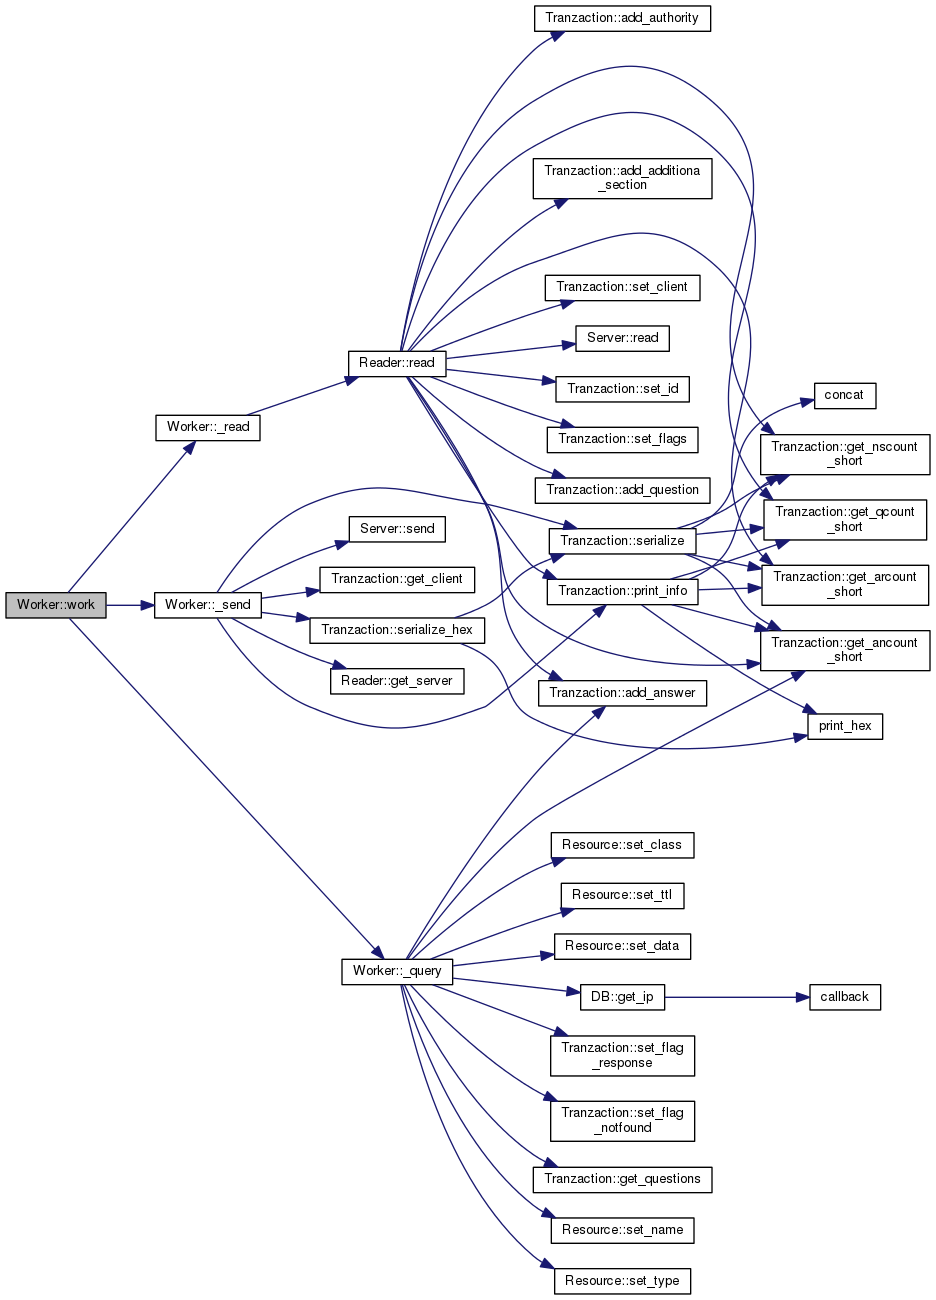 Tranzaction::add_authority
Tranzaction::add_additiona
_section
Tranzaction::set_client
Server::read
Reader::read
Tranzaction::set_id
concat
Worker::_read
Tranzaction::set_flags
Tranzaction::get_nscount
_short
Tranzaction::add_question
Tranzaction::get_qcount
_short
Server::send
Tranzaction::serialize
Tranzaction::get_client
Tranzaction::get_arcount
_short
Tranzaction::print_info
Worker::work
Worker::_send
Tranzaction::serialize_hex
Tranzaction::get_ancount
_short
Reader::get_server
Tranzaction::add_answer
print_hex
Resource::set_class
Resource::set_ttl
Resource::set_data
Worker::_query
DB::get_ip
callback
Tranzaction::set_flag
_response
Tranzaction::set_flag
_notfound
Tranzaction::get_questions
Resource::set_name
Resource::set_type